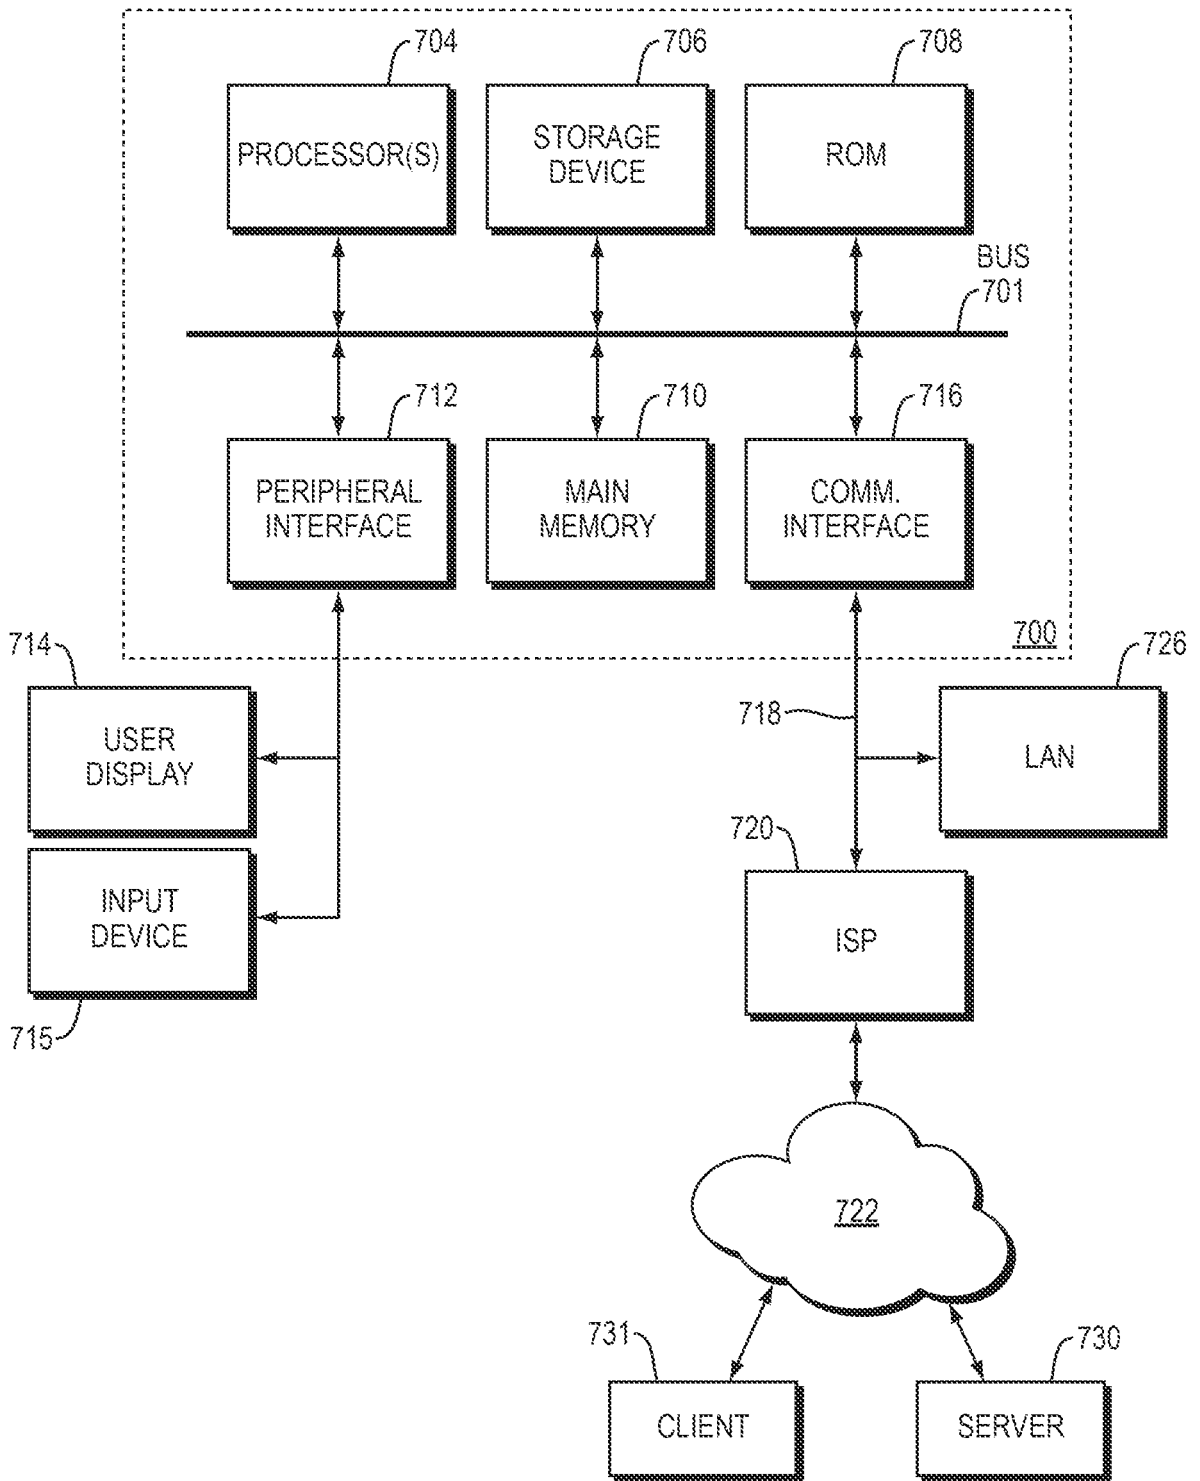 704
706
708
PROCESSOR(S)
STORAGE
DEVICE
ROM
BUS
701
712
710
716
PERIPHERAL
INTERFACE
MAIN
MEMORY
COMM.
INTERFACE
700
714
726
USER
DISPLAY
718
LAN
720
INPUT
DEVICE
ISP
715
722
731
730
CLIENT
SERVER